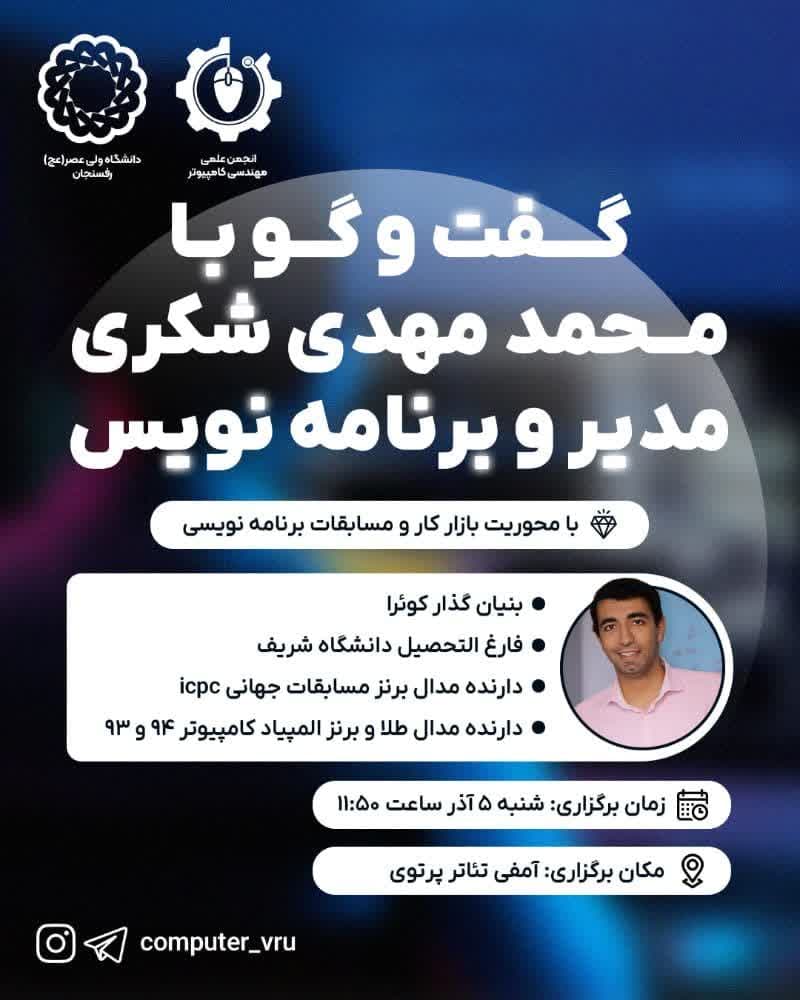 انجمن علمی
مهندسی کامپیوتر
دانشگاه ولی عصر(عج)
رفسنجان
گفت و گو با
محمد مهدی شکری
مدیر و برنامه نویس
با محوریت بازار کار و مسابقات برنامه نویسی
بنیان گذار کوئرا
فارغ التحصیل دانشگاه شریف
دارنده مدال برنز مسابقات جهانی icpc
دارنده مدال طلا و برنز المپیاد کامپیوتر ۹۴ و ۹۳
زمان برگزاری: شنبه ۵ آذر ساعت ۱۱:۵۰
مکان برگزاری: آمفی تئاتر پرتوی
computer_vru